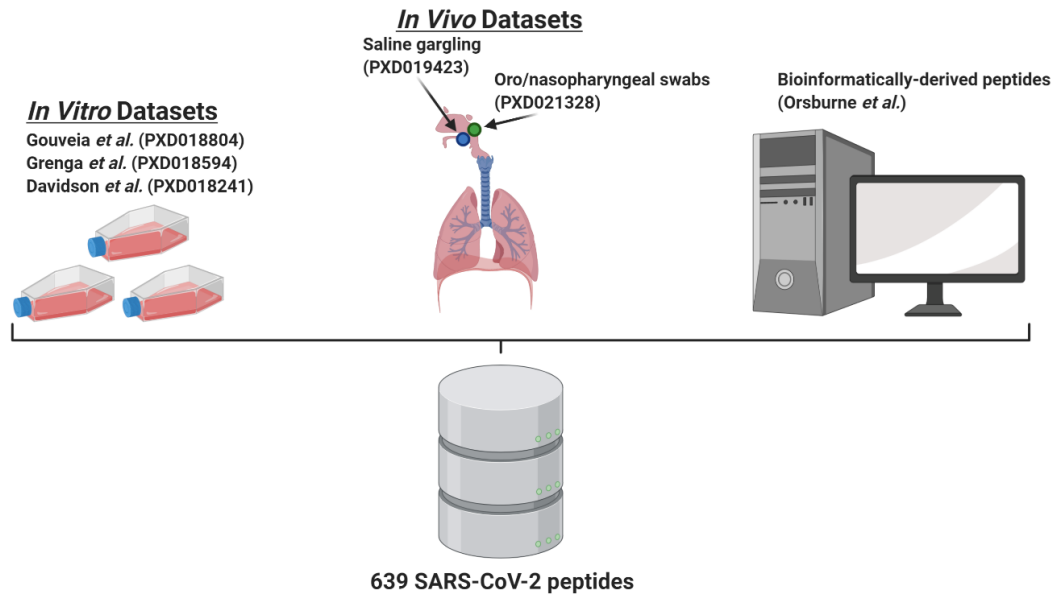 In Vitro Datasets
Gouveia et al. (PXD018804)
Grenga et al. (PXD018594)
Davidson et al. (PXD018241)
In Vivo Datasets
Saline gargling
(PXD019423)
Oro/nasopharyngeal swabs
(PXD021328)
Bioinformatically-derived peptides
(Orsburne et al.)
639 SARS-CoV-2 peptides